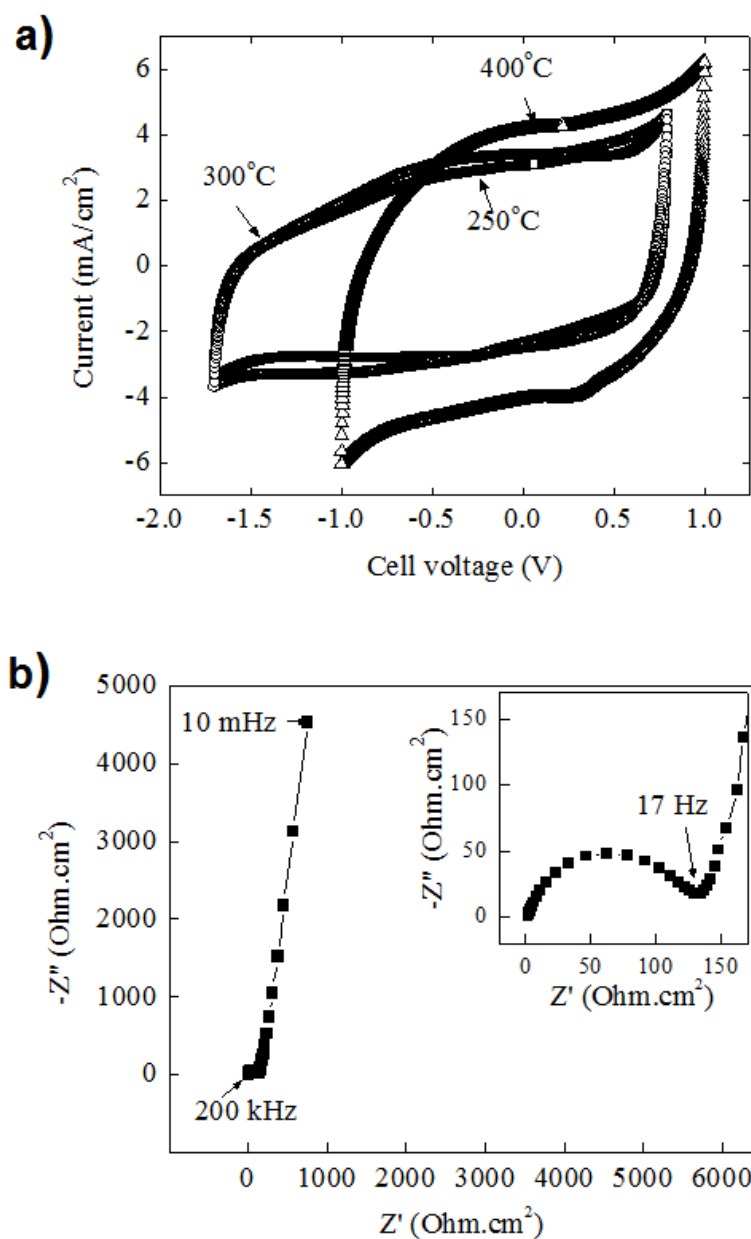 a)
6
4
2
0
-2
-4
-6
Current (mA/cm²)
400°C
300°C
250°C
-2.0 -1.5 -1.0 -0.5 0.0 0.5 1.0
Cell voltage (V)
b)
5000
4000
3000
2000
1000
0
-Z" (Ohm.cm²)
10 mHz
200 kHz
150
100
50
0
-Z" (Ohm.cm²)
17 Hz
0 50 100 150
Z' (Ohm.cm²)
0 1000 2000 3000 4000 5000 6000
Z' (Ohm.cm²)